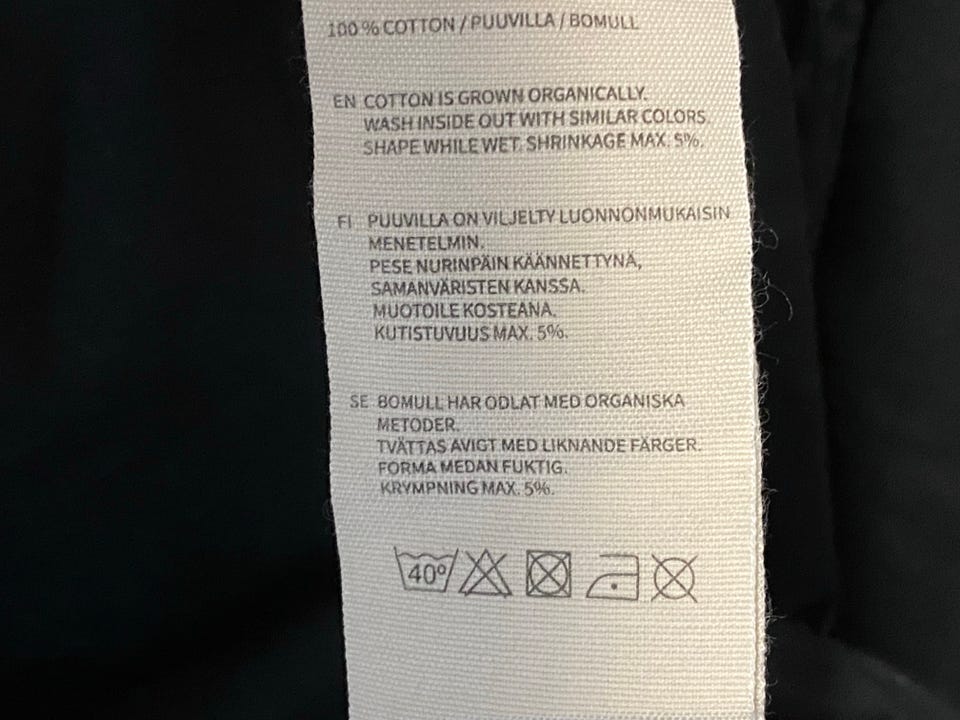 100 % COTTON / PUUVILLA / BOMULL
EN COTTON IS GROWN ORGANICALLY.
WASH INSIDE OUT WITH SIMILAR COLORS.
SHAPE WHILE WET. SHRINKAGE MAX. 5%.
FI PUUVILLA ON VILJELTY LUONNONMUKAISIN
MENETELMIN.
PESE NURINPÄIN KÄÄNNETTYNÄ,
SAMANVÄRISTEN KANSSA.
MUOTOILE KOSTEANA.
KUTISTUVUUS MAX. 5%.
SE BOMULL HAR ODLAT MED ORGANISKA
METODER.
TVÄTTAS AVIGT MED LIKNANDE FÄRGER.
FORMA MEDAN FUKTIG.
KRYMPNING MAX. 5%.
40º